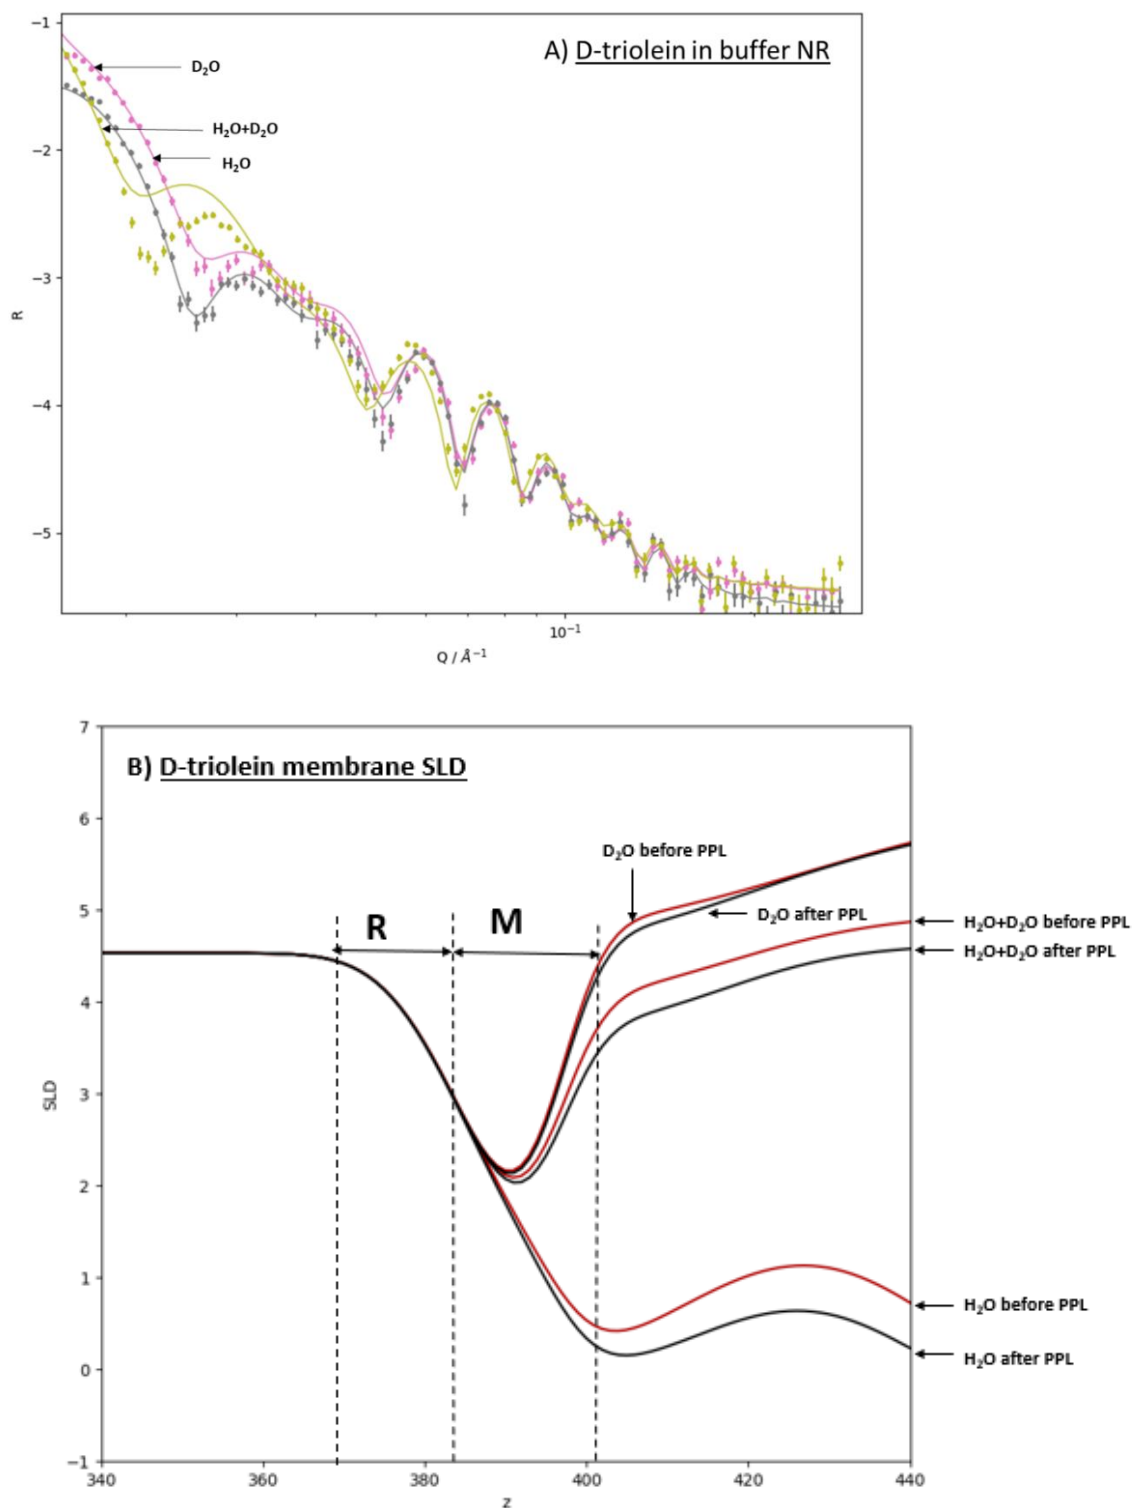 A) D-triolein in buffer NR
−1
D₂O
H₂O+D₂O
−2
H₂O
−3
R
−4
−5
10⁻¹
Q / Å⁻¹
7
B) D-triolein membrane SLD
6
D₂O before PPL
5
R
M
D₂O after PPL
H₂O+D₂O before PPL
H₂O+D₂O after PPL
4
3
SLD
2
1
H₂O before PPL
H₂O after PPL
0
−1
340 360 380 400 420 440
z